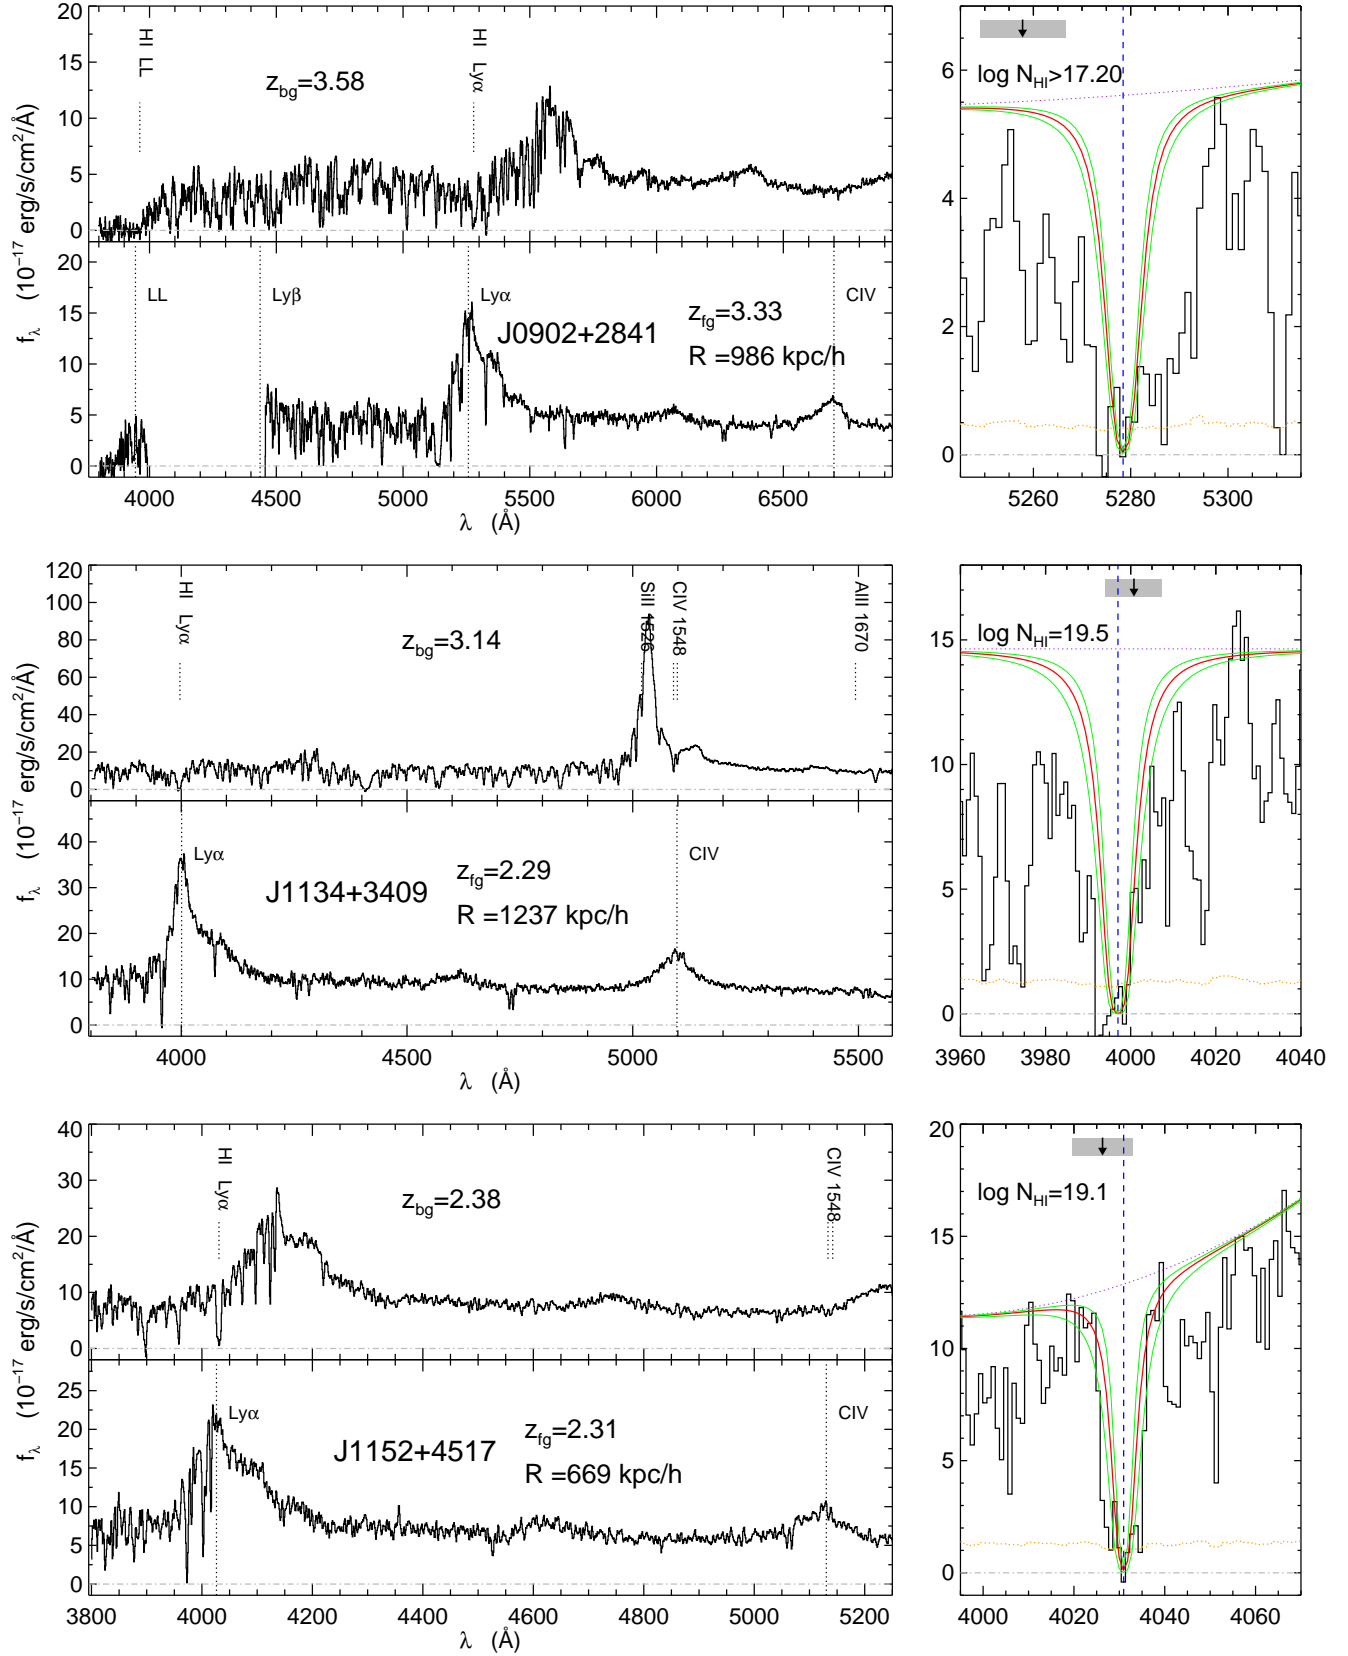 20
15
10
5
0
HI LL
z_bg=3.58
HI Lyα
f_λ (10⁻¹⁷ erg/s/cm²/Å)
20
15
10
5
0
LL
Lyβ
Lyα
CIV
J0902+2841
z_fg=3.33
R =986 kpc/h
4000 4500 5000 5500 6000 6500
λ (Å)
log N_HI>17.20
6
4
2
0
5260 5280 5300
120
100
80
60
40
20
0
HI Lyα
z_bg=3.14
SiII 1526
CIV 1548
AlII 1670
f_λ (10⁻¹⁷ erg/s/cm²/Å)
40
30
20
10
0
Lyα
CIV
J1134+3409
z_fg=2.29
R =1237 kpc/h
4000 4500 5000 5500
λ (Å)
log N_HI=19.5
15
10
5
0
3960 3980 4000 4020 4040
40
30
20
10
0
HI Lyα
z_bg=2.38
CIV 1548
f_λ (10⁻¹⁷ erg/s/cm²/Å)
25
20
15
10
5
0
Lyα
CIV
J1152+4517
z_fg=2.31
R =669 kpc/h
3800 4000 4200 4400 4600 4800 5000 5200
λ (Å)
20
log N_HI=19.1
15
10
5
0
4000 4020 4040 4060